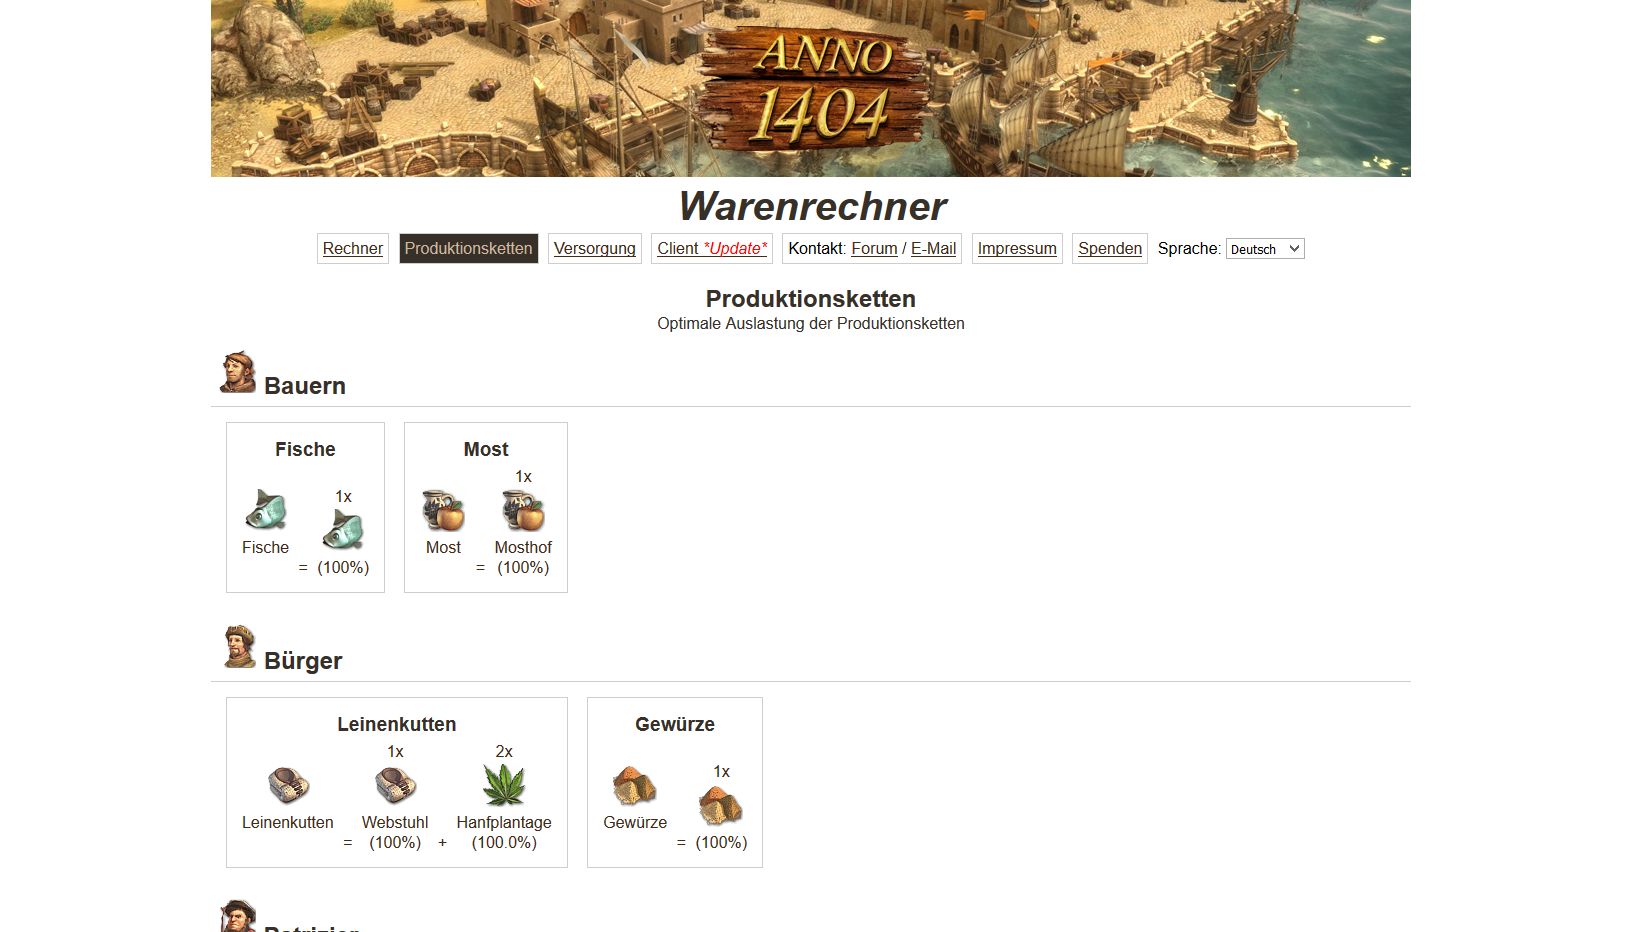 ANNO
1404
Warenrechner
Rechner Produktionsketten Versorgung Client *Update* Kontakt: Forum / E-Mail Impressum Spenden Sprache: Deutsch
Produktionsketten
Optimale Auslastung der Produktionsketten
Bauern
Fische
1x
Fische
= (100%)
Most
1x
Most Mosthof
= (100%)
Bürger
Leinenkutten
1x 2x
Leinenkutten Webstuhl Hanfplantage
= (100%) + (100.0%)
Gewürze
1x
Gewürze
= (100%)
Patrizier